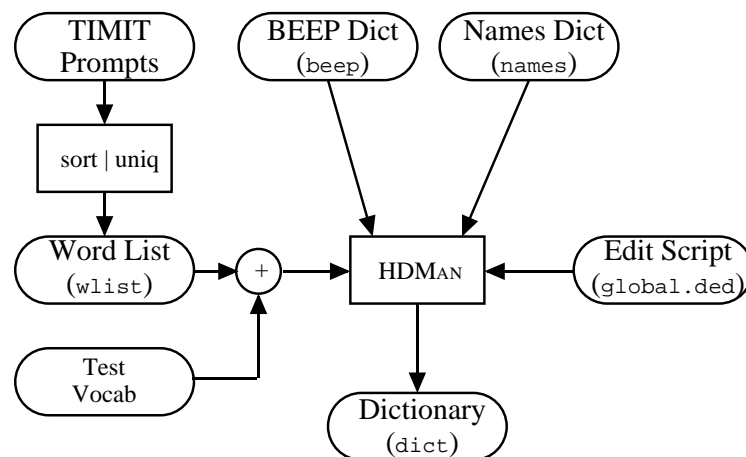 TIMIT
Prompts
BEEP Dict
(beep)
Names Dict
(names)
sort | uniq
Word List
(wlist)
+
HDMAN
Edit Script
(global.ded)
Test
Vocab
Dictionary
(dict)